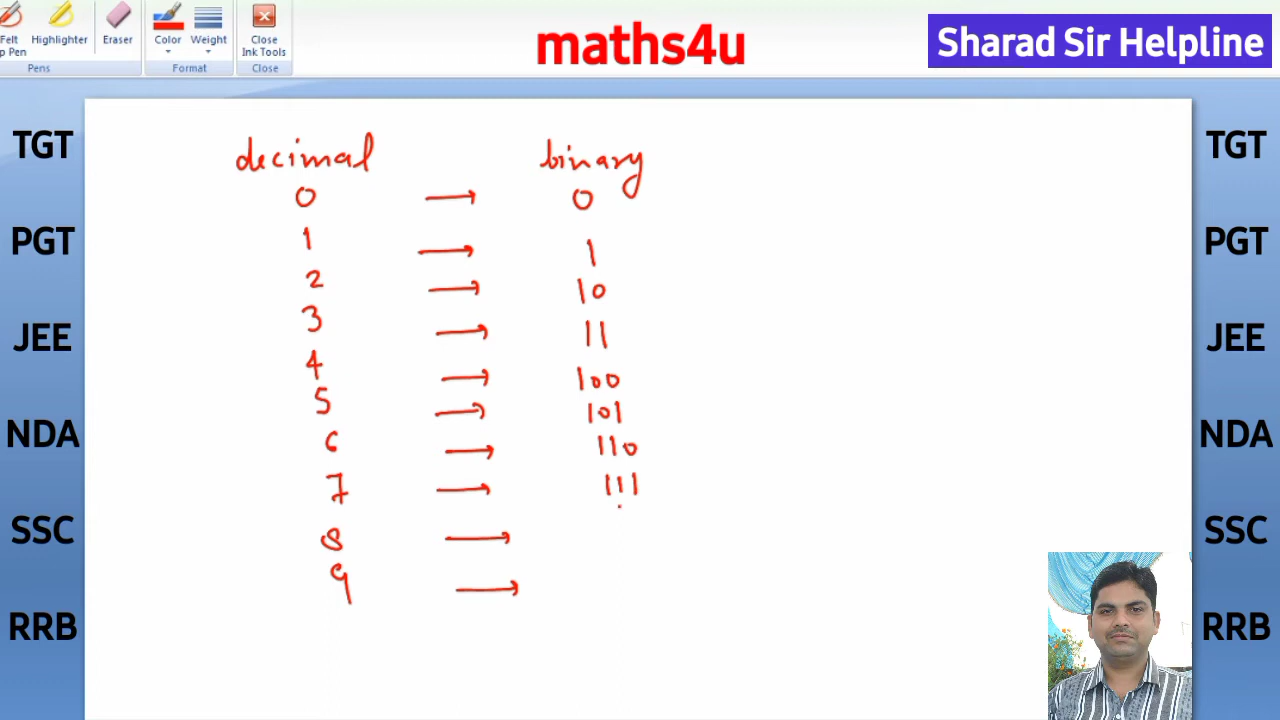 Felt
Tip Pen
Highlighter
Eraser
Color
Weight
Close
Ink Tools
Pens
Format
Close
maths4u
Sharad Sir Helpline
TGT
PGT
JEE
NDA
SSC
RRB
decimal binary
0 → 0
1 → 1
2 → 10
3 → 11
4 → 100
5 → 101
6 → 110
7 → 111
8 →
9 →
TGT
PGT
JEE
NDA
SSC
RRB